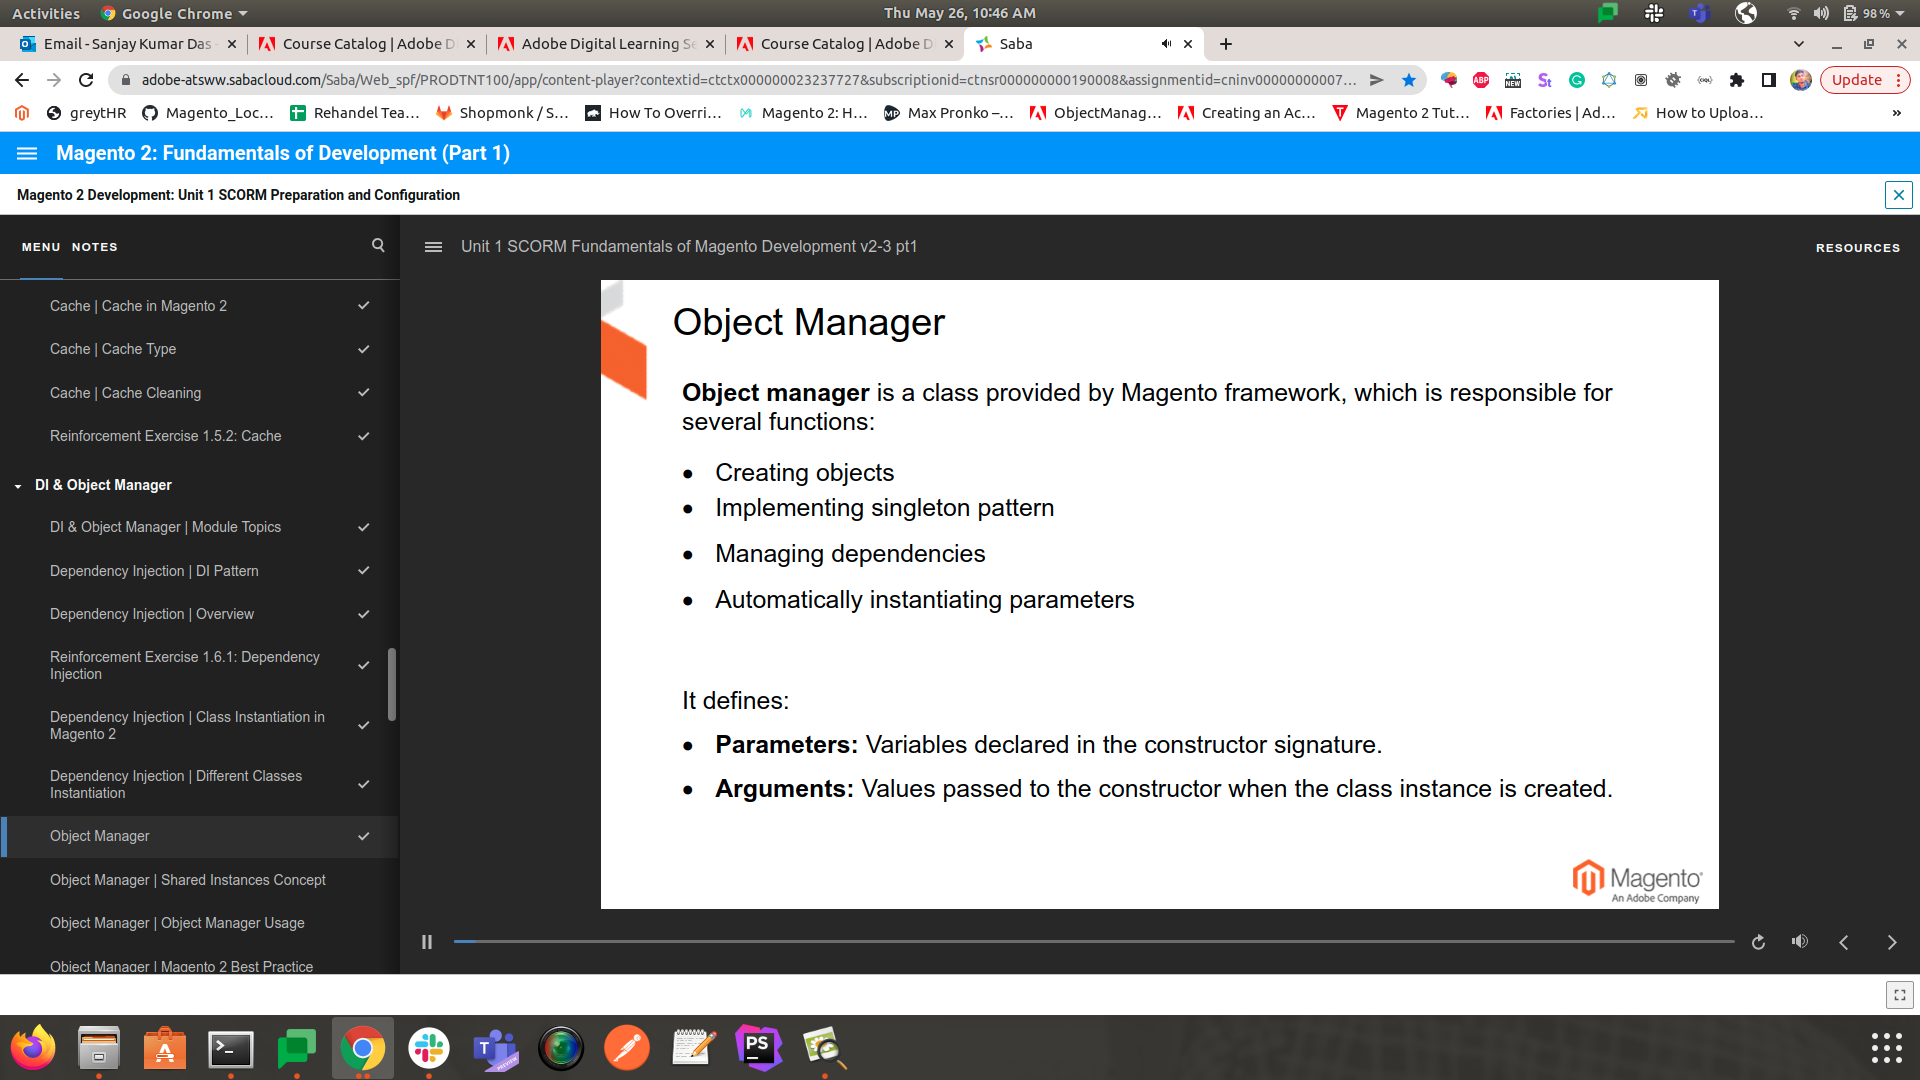 Activities
Google Chrome
Thu May 26, 10:46 AM
98%
Email - Sanjay Kumar Das -
Course Catalog | Adobe D
Adobe Digital Learning Se
Course Catalog | Adobe D
Saba
adobe-atsww.sabacloud.com/Saba/Web_spf/PRODTNT100/app/content-player?contextid=ctctx000000023237727&subscriptionid=ctnsr000000000190008&assignmentid=cninv00000000007...
ABP
NEW
Update
greytHR
Magento_Loc...
Rehandel Tea...
Shopmonk / S...
How To Overri...
Magento 2: H...
Max Pronko –...
ObjectManag...
Creating an Ac...
Magento 2 Tut...
Factories | Ad...
How to Uploa...
»
Magento 2: Fundamentals of Development (Part 1)
Magento 2 Development: Unit 1 SCORM Preparation and Configuration
MENU NOTES
Unit 1 SCORM Fundamentals of Magento Development v2-3 pt1
RESOURCES
Cache | Cache in Magento 2
Cache | Cache Type
Cache | Cache Cleaning
Reinforcement Exercise 1.5.2: Cache
DI & Object Manager
DI & Object Manager | Module Topics
Dependency Injection | DI Pattern
Dependency Injection | Overview
Reinforcement Exercise 1.6.1: Dependency
Injection
Dependency Injection | Class Instantiation in
Magento 2
Dependency Injection | Different Classes
Instantiation
Object Manager
Object Manager | Shared Instances Concept
Object Manager | Object Manager Usage
Object Manager | Magento 2 Best Practice
Object Manager
Object manager is a class provided by Magento framework, which is responsible for
several functions:
• Creating objects
• Implementing singleton pattern
• Managing dependencies
• Automatically instantiating parameters
It defines:
• Parameters: Variables declared in the constructor signature.
• Arguments: Values passed to the constructor when the class instance is created.
Magento
An Adobe Company
PS